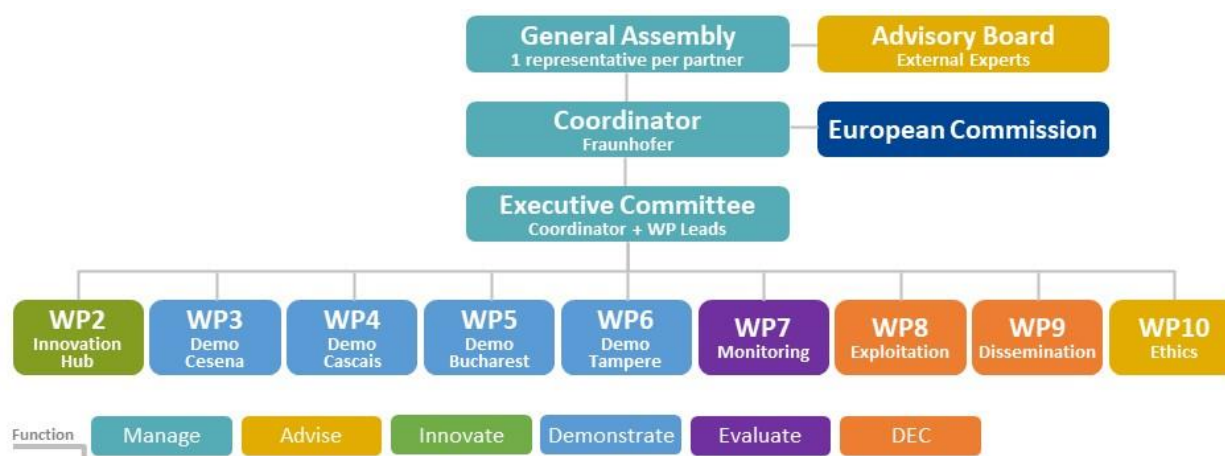 General Assembly
1 representative per partner
Advisory Board
External Experts
Coordinator
Fraunhofer
European Commission
Executive Committee
Coordinator + WP Leads
WP2
Innovation
Hub
WP3
Demo
Cesena
WP4
Demo
Cascais
WP5
Demo
Bucharest
WP6
Demo
Tampere
WP7
Monitoring
WP8
Exploitation
WP9
Dissemination
WP10
Ethics
Function
Manage
Advise
Innovate
Demonstrate
Evaluate
DEC